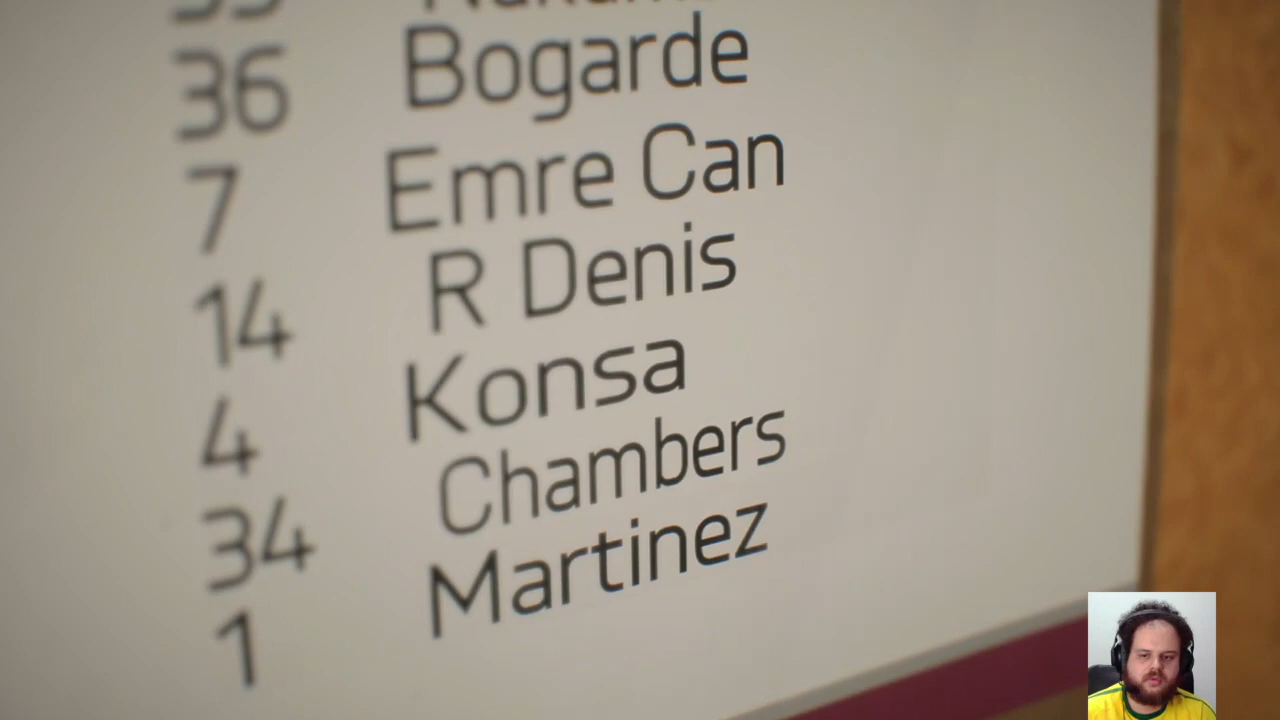 36 Bogarde
7 Emre Can
14 R Denis
4 Konsa
34 Chambers
1 Martinez